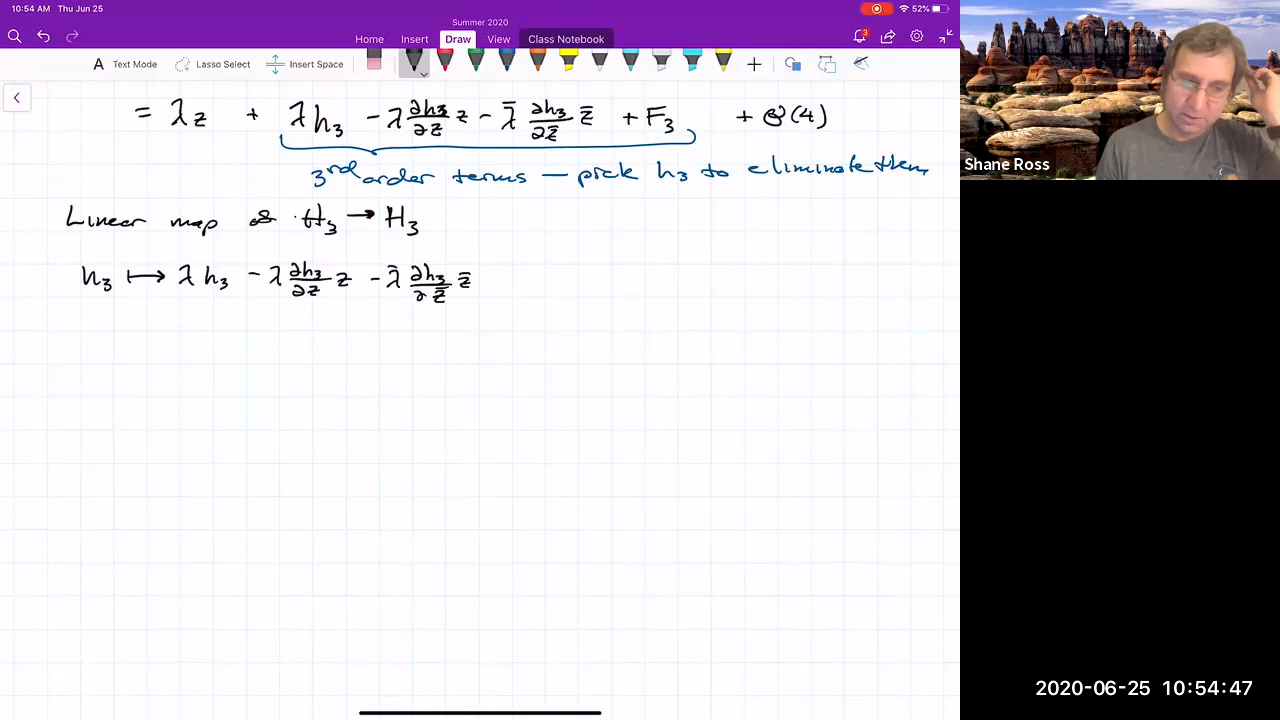 10:54 AM Thu Jun 25
52%
Summer 2020
Home Insert Draw View Class Notebook
3
A Text Mode Lasso Select Insert Space
= λz + λh₃ − λ ∂h₃/∂z z − λ̄ ∂h₃/∂z̄ z̄ + F₃ + O(4)
3rd order terms — pick h₃ to eliminate them
Linear map H₃ → H₃
h₃ ↦ λh₃ − λ ∂h₃/∂z z − λ̄ ∂h₃/∂z̄ z̄
Shane Ross
2020-06-25 10:54:47